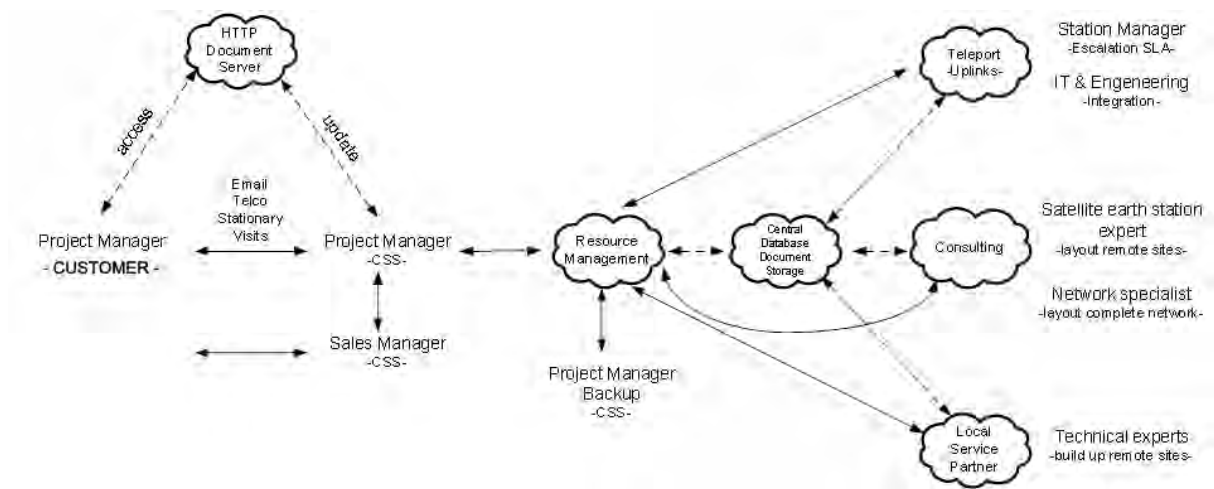 HTTP
Document
Server
access
update
Email
Telco
Stationary
Visits
Project Manager
- CUSTOMER -
Project Manager
-CSS-
Sales Manager
-CSS-
Resource
Management
Project Manager
Backup
-CSS-
Central
Database
Document
Storage
Teleport
-Uplinks-
Station Manager
-Escalation SLA-
IT & Engeneering
-Integration-
Consulting
Satellite earth station
expert
-layout remote sites-
Network specialist
-layout complete network-
Local
Service
Partner
Technical experts
-build up remote sites-